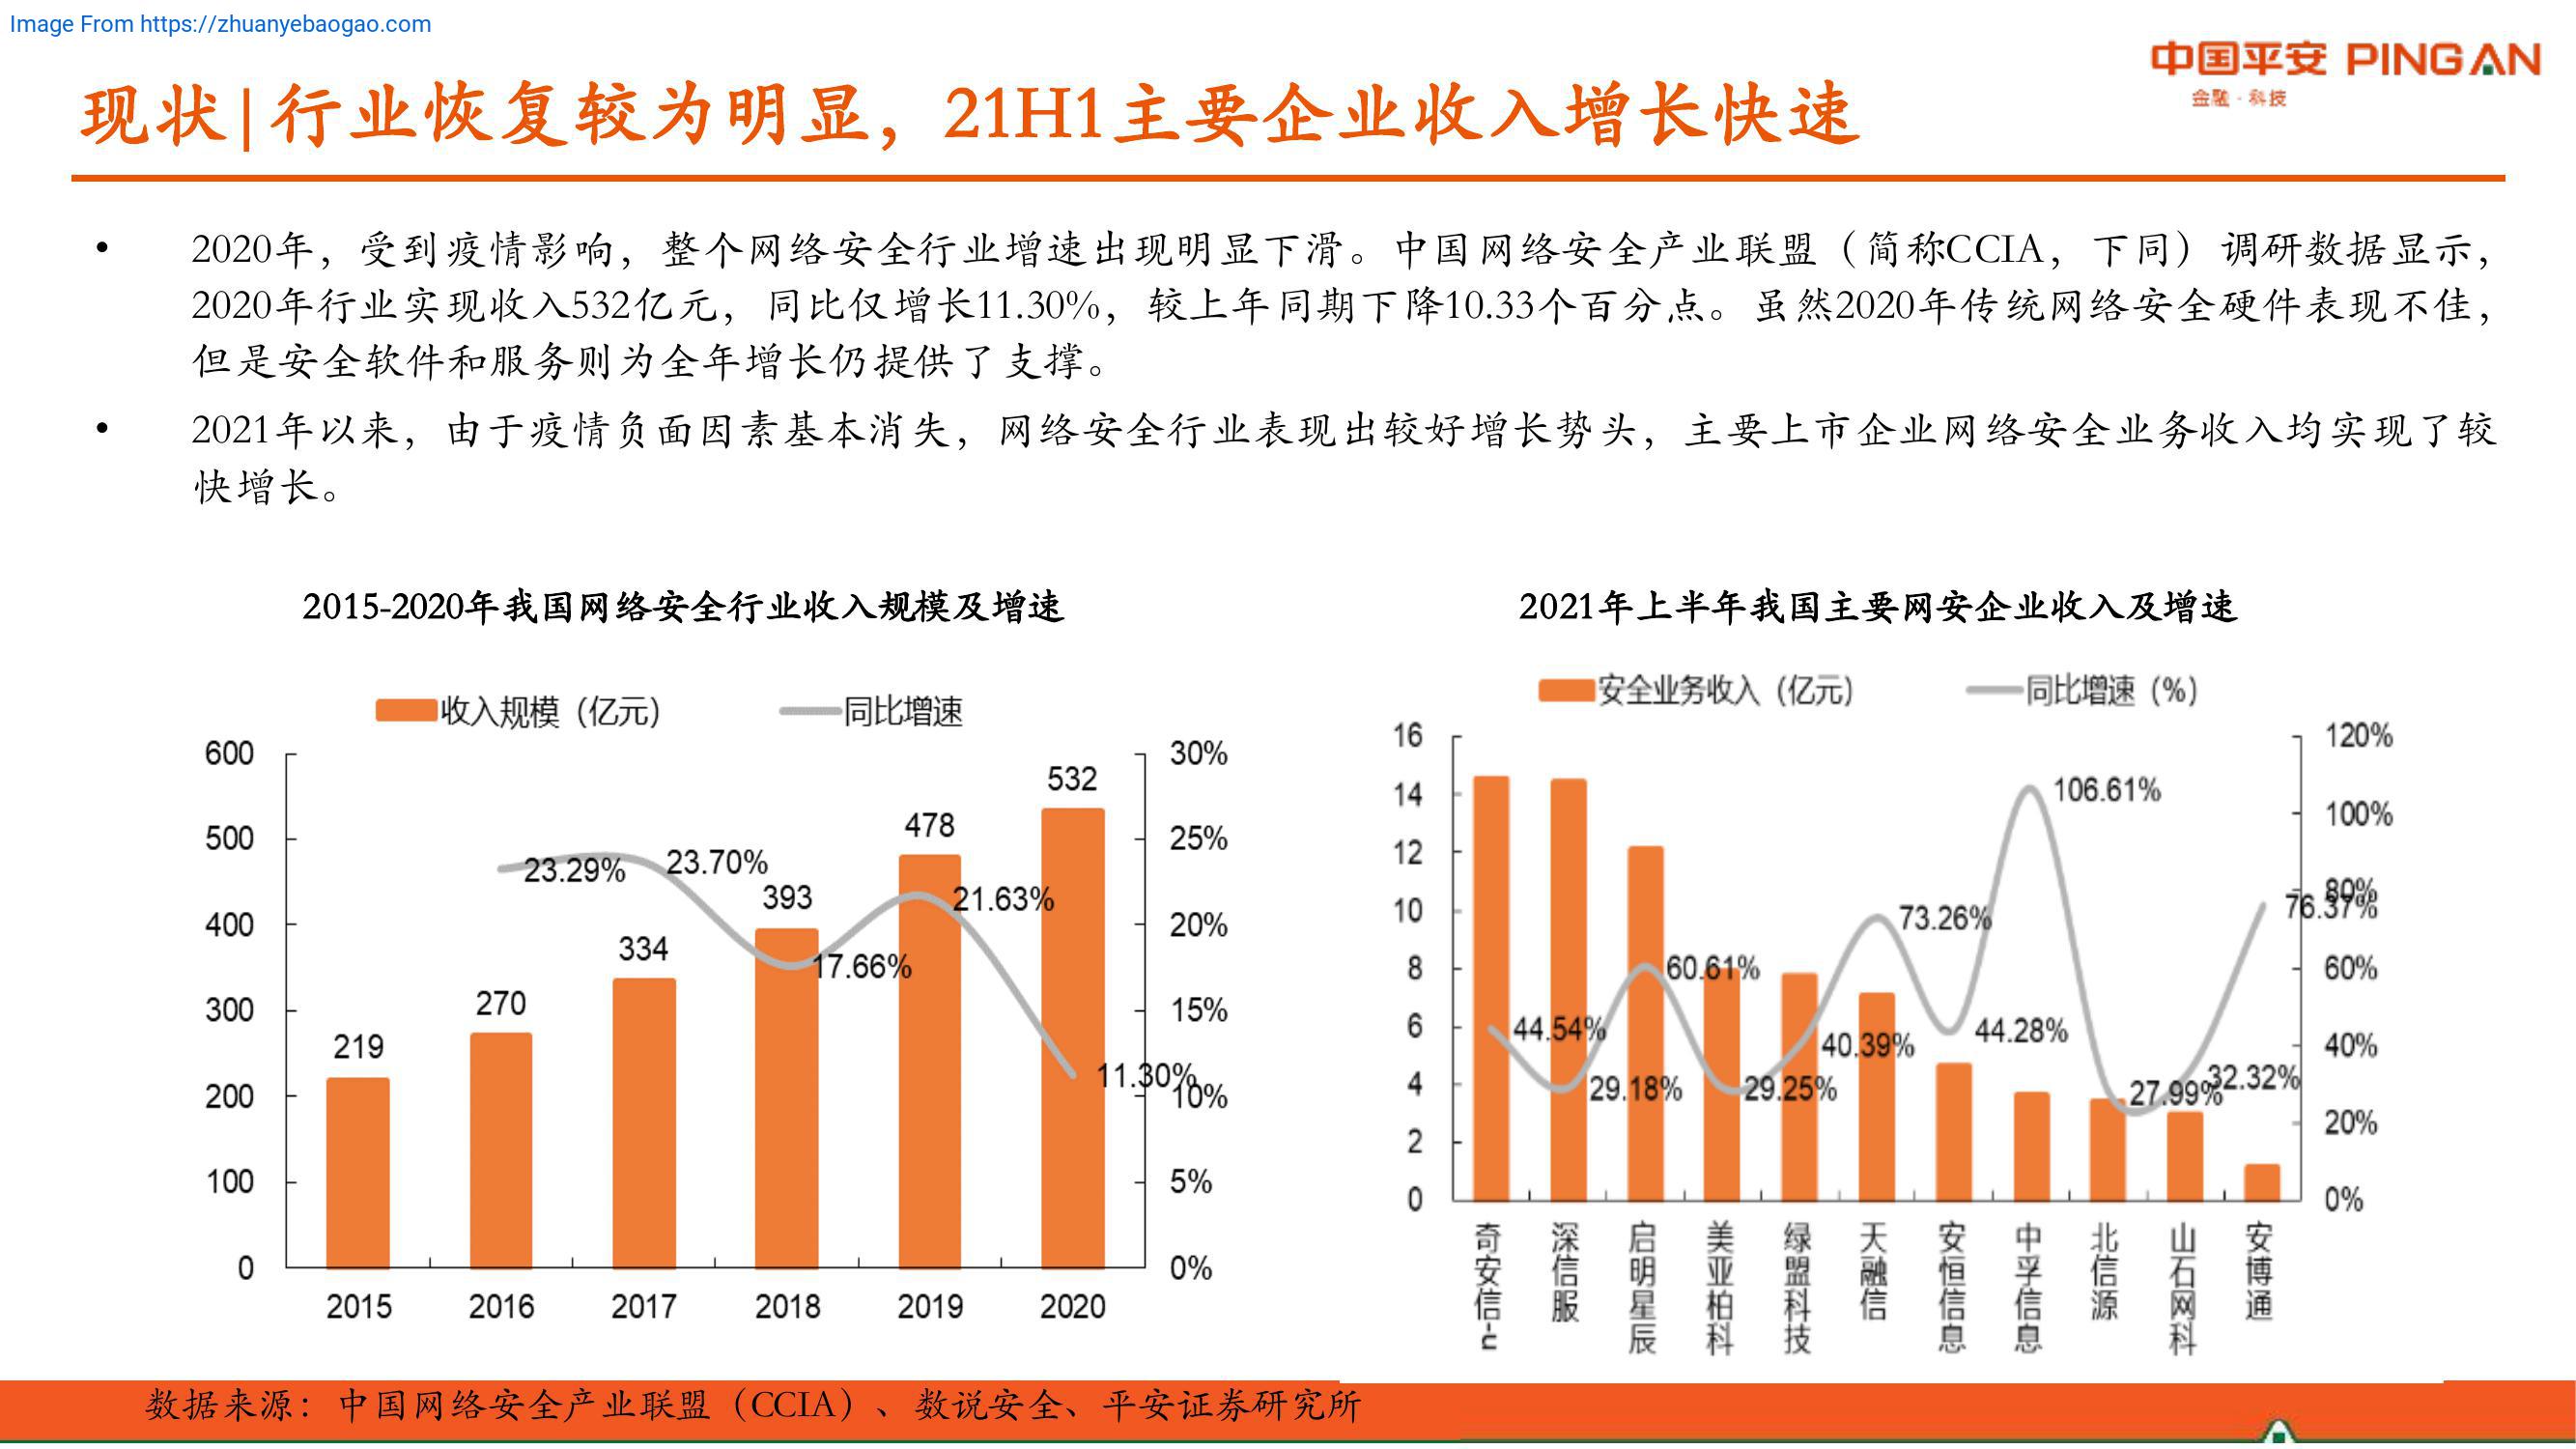 Image From https://zhuanyebaogao.com
中国平安 PING AN
金融·科技
现状|行业恢复较为明显，21H1主要企业收入增长快速
• 2020年，受到疫情影响，整个网络安全行业增速出现明显下滑。中国网络安全产业联盟（简称CCIA，下同）调研数据显示，
2020年行业实现收入532亿元，同比仅增长11.30%，较上年同期下降10.33个百分点。虽然2020年传统网络安全硬件表现不佳，
但是安全软件和服务则为全年增长仍提供了支撑。
• 2021年以来，由于疫情负面因素基本消失，网络安全行业表现出较好增长势头，主要上市企业网络安全业务收入均实现了较
快增长。
2015-2020年我国网络安全行业收入规模及增速
收入规模（亿元） 同比增速
600
500
400
300
200
100
0
30%
25%
20%
15%
10%
5%
0%
219
270
334
393
478
532
23.29%
23.70%
17.66%
21.63%
11.30%
2015 2016 2017 2018 2019 2020
2021年上半年我国主要网安企业收入及增速
安全业务收入（亿元） 同比增速（%）
16
14
12
10
8
6
4
2
0
120%
100%
80%
60%
40%
20%
0%
44.54%
29.18%
60.61%
29.25%
40.39%
73.26%
44.28%
106.61%
27.99%
32.32%
76.37%
奇安信-u
深信服
启明星辰
美亚柏科
绿盟科技
天融信
安恒信息
中孚信息
北信源
山石网科
安博通
数据来源：中国网络安全产业联盟（CCIA）、数说安全、平安证券研究所